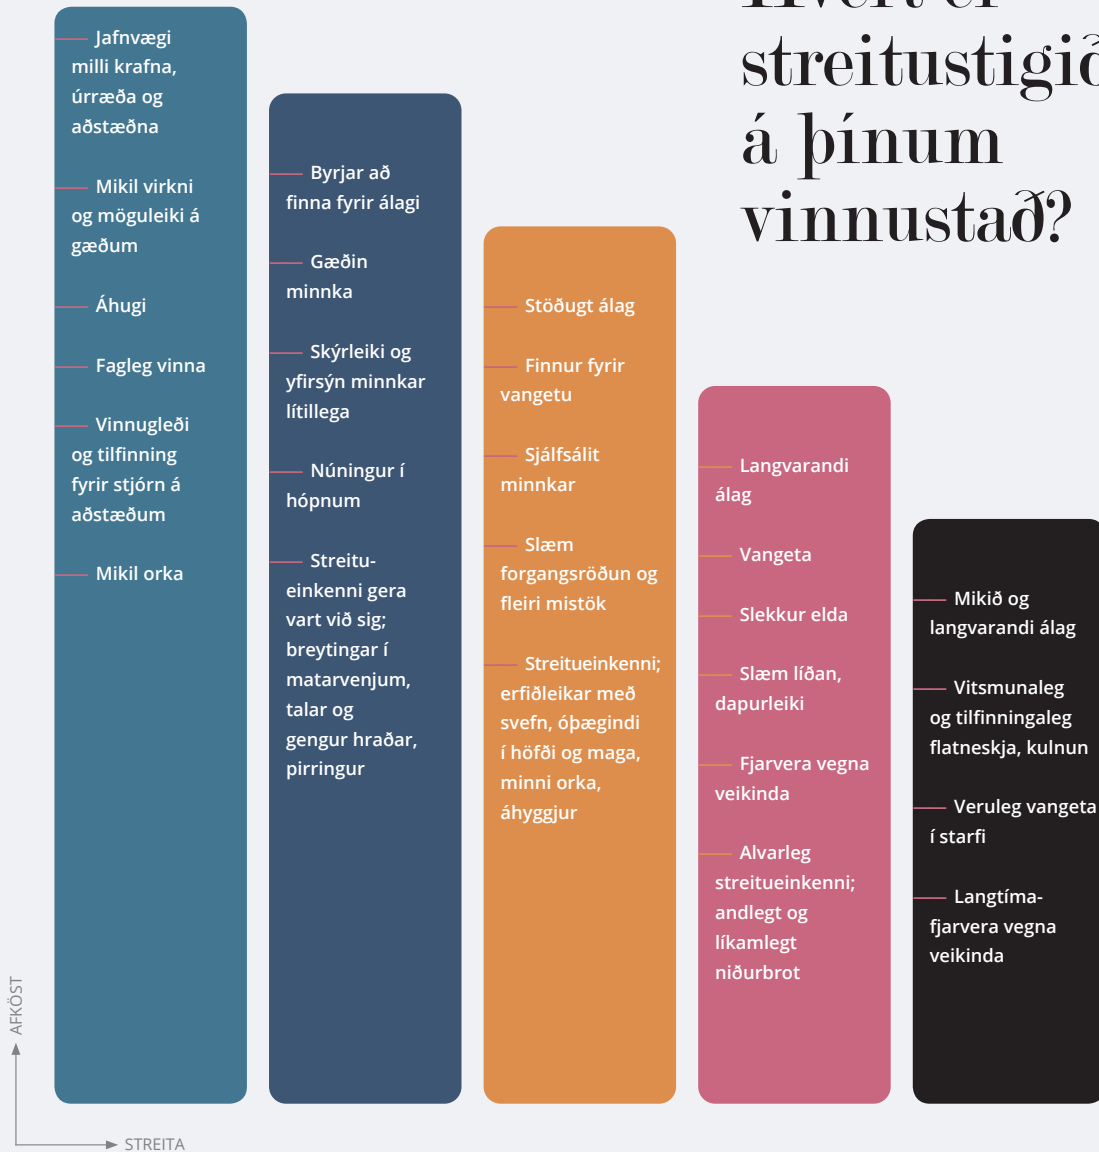 streitustigið
á þínum
vinnustað?
Jafnvægi
milli krafna,
úrræða og
aðstæðna
Mikil virkni
og möguleiki á
gæðum
Áhugi
Fagleg vinna
Vinnugleði
og tilfinning
fyrir stjórn á
aðstæðum
Mikil orka
Byrjar að
finna fyrir álagi
Gæðin
minnka
Skýrleiki og
yfirsýn minnkar
lítillega
Núningur í
hópnum
Streitu-
einkenni gera
vart við sig;
breytingar í
matarvenjum,
talar og
gengur hraðar,
pirringur
Stöðugt álag
Finnur fyrir
vangetu
Sjálfsálit
minnkar
Slæm
forgangsröðun og
fleiri mistök
Streitueinkenni;
erfiðleikar með
svefn, óþægindi
í höfði og maga,
minni orka,
áhyggjur
Langvarandi
álag
Vangeta
Slekkur elda
Slæm líðan,
dapurleiki
Fjarvera vegna
veikinda
Alvarleg
streitueinkenni;
andlegt og
líkamlegt
niðurbrot
Mikið og
langvarandi álag
Vitsmunaleg
og tilfinningaleg
flatneskja, kulnun
Veruleg vangeta
í starfi
Langtíma-
fjarvera vegna
veikinda
AFKÖST
STREITA